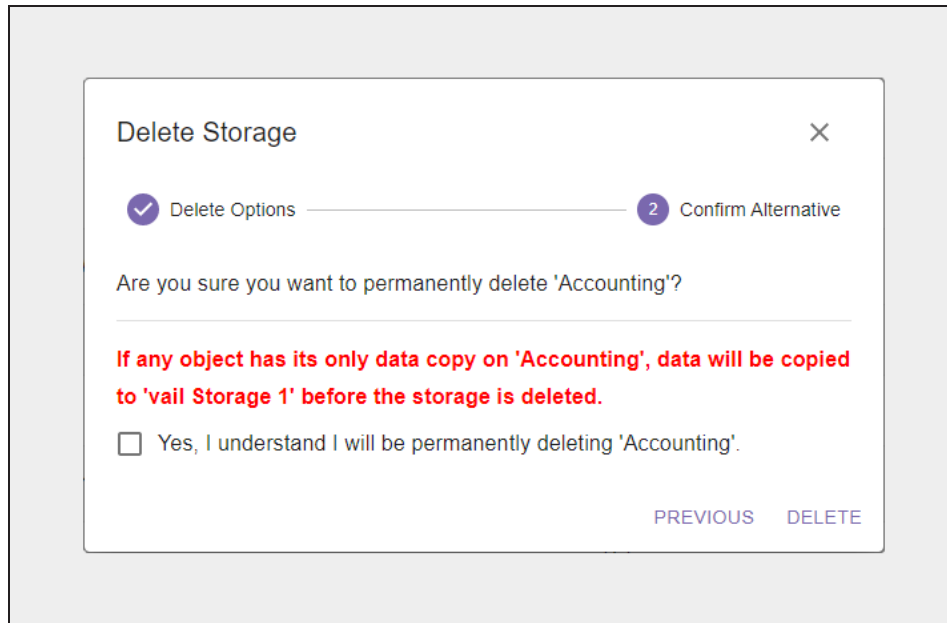 Delete Storage
Delete Options
2 Confirm Alternative
Are you sure you want to permanently delete 'Accounting'?
If any object has its only data copy on 'Accounting', data will be copied
to 'vail Storage 1' before the storage is deleted.
Yes, I understand I will be permanently deleting 'Accounting'.
PREVIOUS DELETE